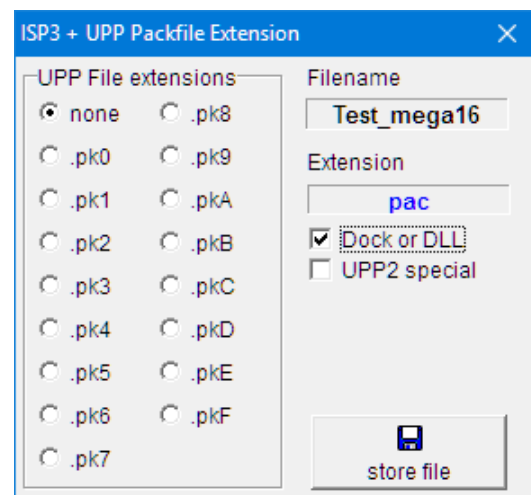 ISP3 + UPP Packfile Extension
UPP File extensions
none .pk8
.pk0 .pk9
.pk1 .pkA
.pk2 .pkB
.pk3 .pkC
.pk4 .pkD
.pk5 .pkE
.pk6 .pkF
.pk7
Filename
Test_mega16
Extension
pac
Dock or DLL
UPP2 special
store file